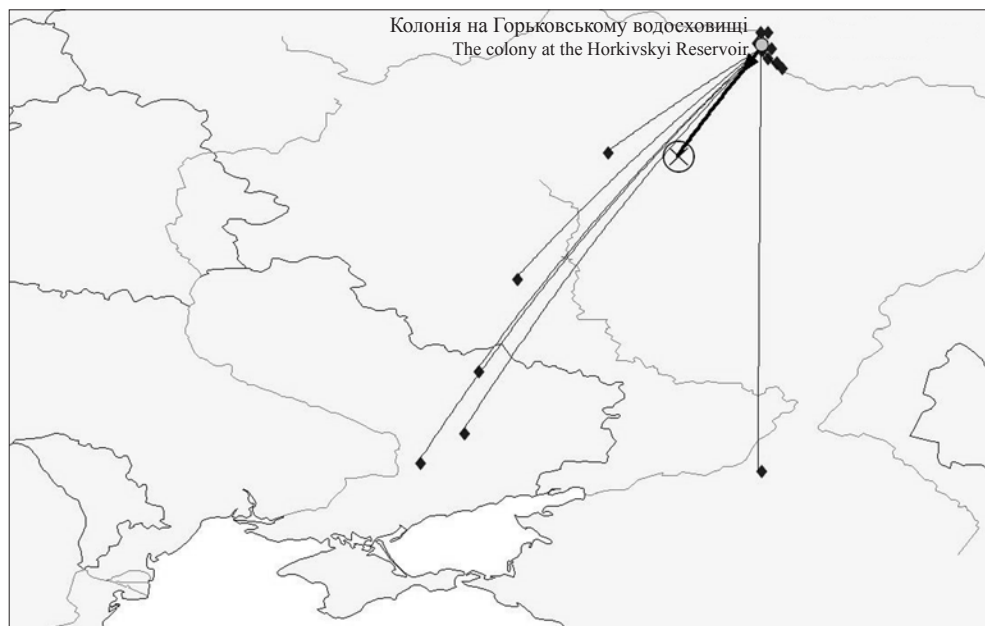 Колонія на Горьковському водосховищі
The colony at the Horkivskyi Reservoir